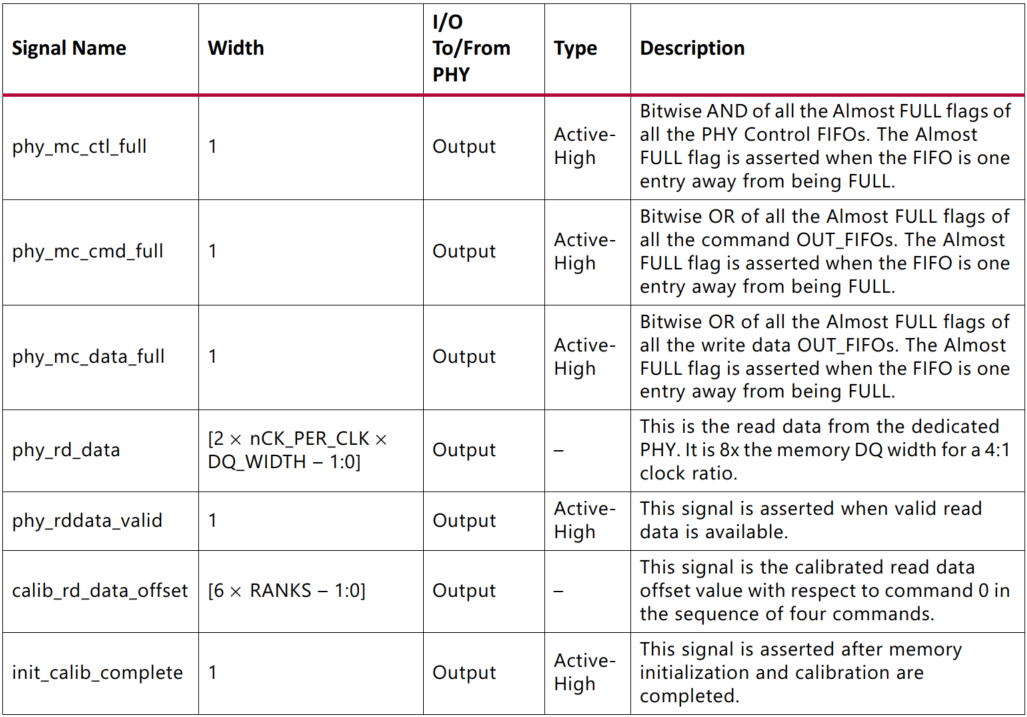 Signal Name
Width
I/O
To/From
PHY
Type
Description
phy_mc_ctl_full
1
Output
Active-
High
Bitwise AND of all the Almost FULL flags of
all the PHY Control FIFOs. The Almost
FULL flag is asserted when the FIFO is one
entry away from being FULL.
phy_mc_cmd_full
1
Output
Active-
High
Bitwise OR of all the Almost FULL flags of
all the command OUT_FIFOs. The Almost
FULL flag is asserted when the FIFO is one
entry away from being FULL.
phy_mc_data_full
1
Output
Active-
High
Bitwise OR of all the Almost FULL flags of
all the write data OUT_FIFOs. The Almost
FULL flag is asserted when the FIFO is one
entry away from being FULL.
phy_rd_data
[2 × nCK_PER_CLK ×
DQ_WIDTH – 1:0]
Output
–
This is the read data from the dedicated
PHY. It is 8x the memory DQ width for a 4:1
clock ratio.
phy_rddata_valid
1
Output
Active-
High
This signal is asserted when valid read
data is available.
calib_rd_data_offset
[6 × RANKS – 1:0]
Output
–
This signal is the calibrated read data
offset value with respect to command 0 in
the sequence of four commands.
init_calib_complete
1
Output
Active-
High
This signal is asserted after memory
initialization and calibration are
completed.